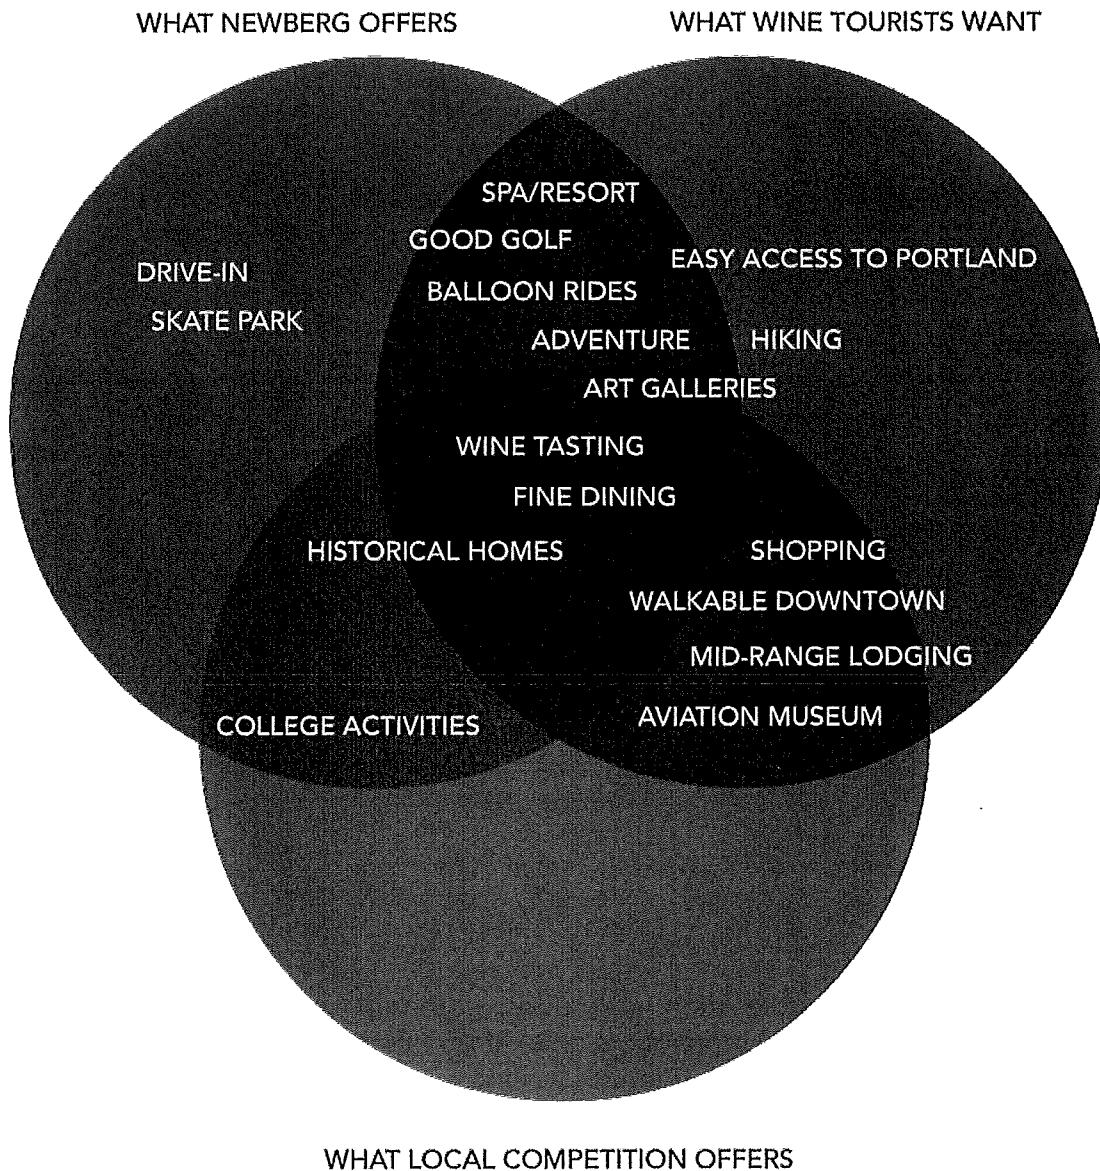 WHAT NEWBERG OFFERS
WHAT WINE TOURISTS WANT
SPA/RESORT
GOOD GOLF
EASY ACCESS TO PORTLAND
DRIVE-IN
BALLOON RIDES
SKATE PARK
ADVENTURE
HIKING
ART GALLERIES
WINE TASTING
FINE DINING
HISTORICAL HOMES
SHOPPING
WALKABLE DOWNTOWN
MID-RANGE LODGING
COLLEGE ACTIVITIES
AVIATION MUSEUM
WHAT LOCAL COMPETITION OFFERS